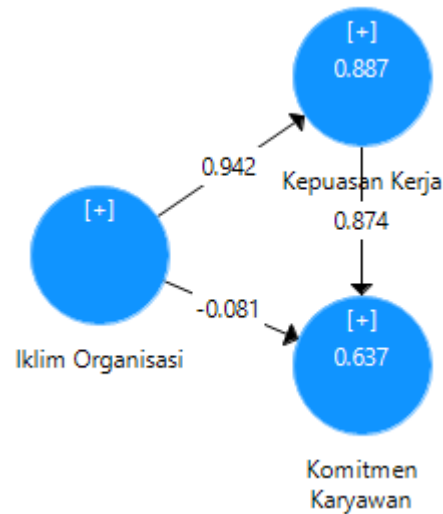 [+]
0.887
Kepuasan Kerja
0.942
0.874
[+]
Iklim Organisasi
-0.081
[+]
0.637
Komitmen
Karyawan